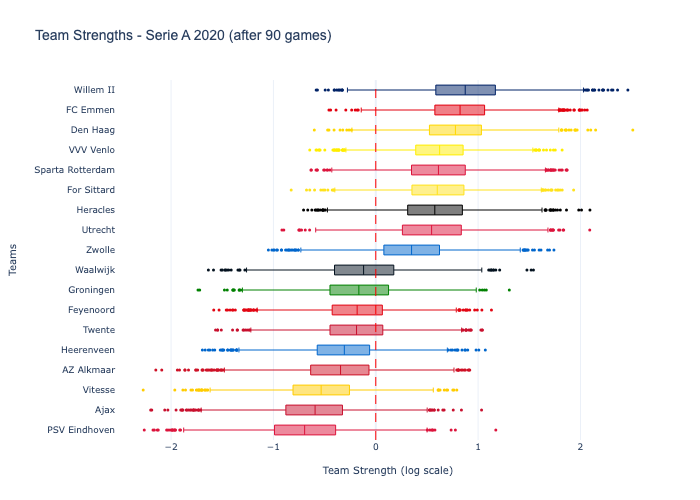 Team Strengths - Serie A 2020 (after 90 games)
Willem II
FC Emmen
Den Haag
VVV Venlo
Sparta Rotterdam
For Sittard
Heracles
Utrecht
Zwolle
Waalwijk
Groningen
Feyenoord
Twente
Heerenveen
AZ Alkmaar
Vitesse
Ajax
PSV Eindhoven
Teams
−2
−1
0
1
2
Team Strength (log scale)